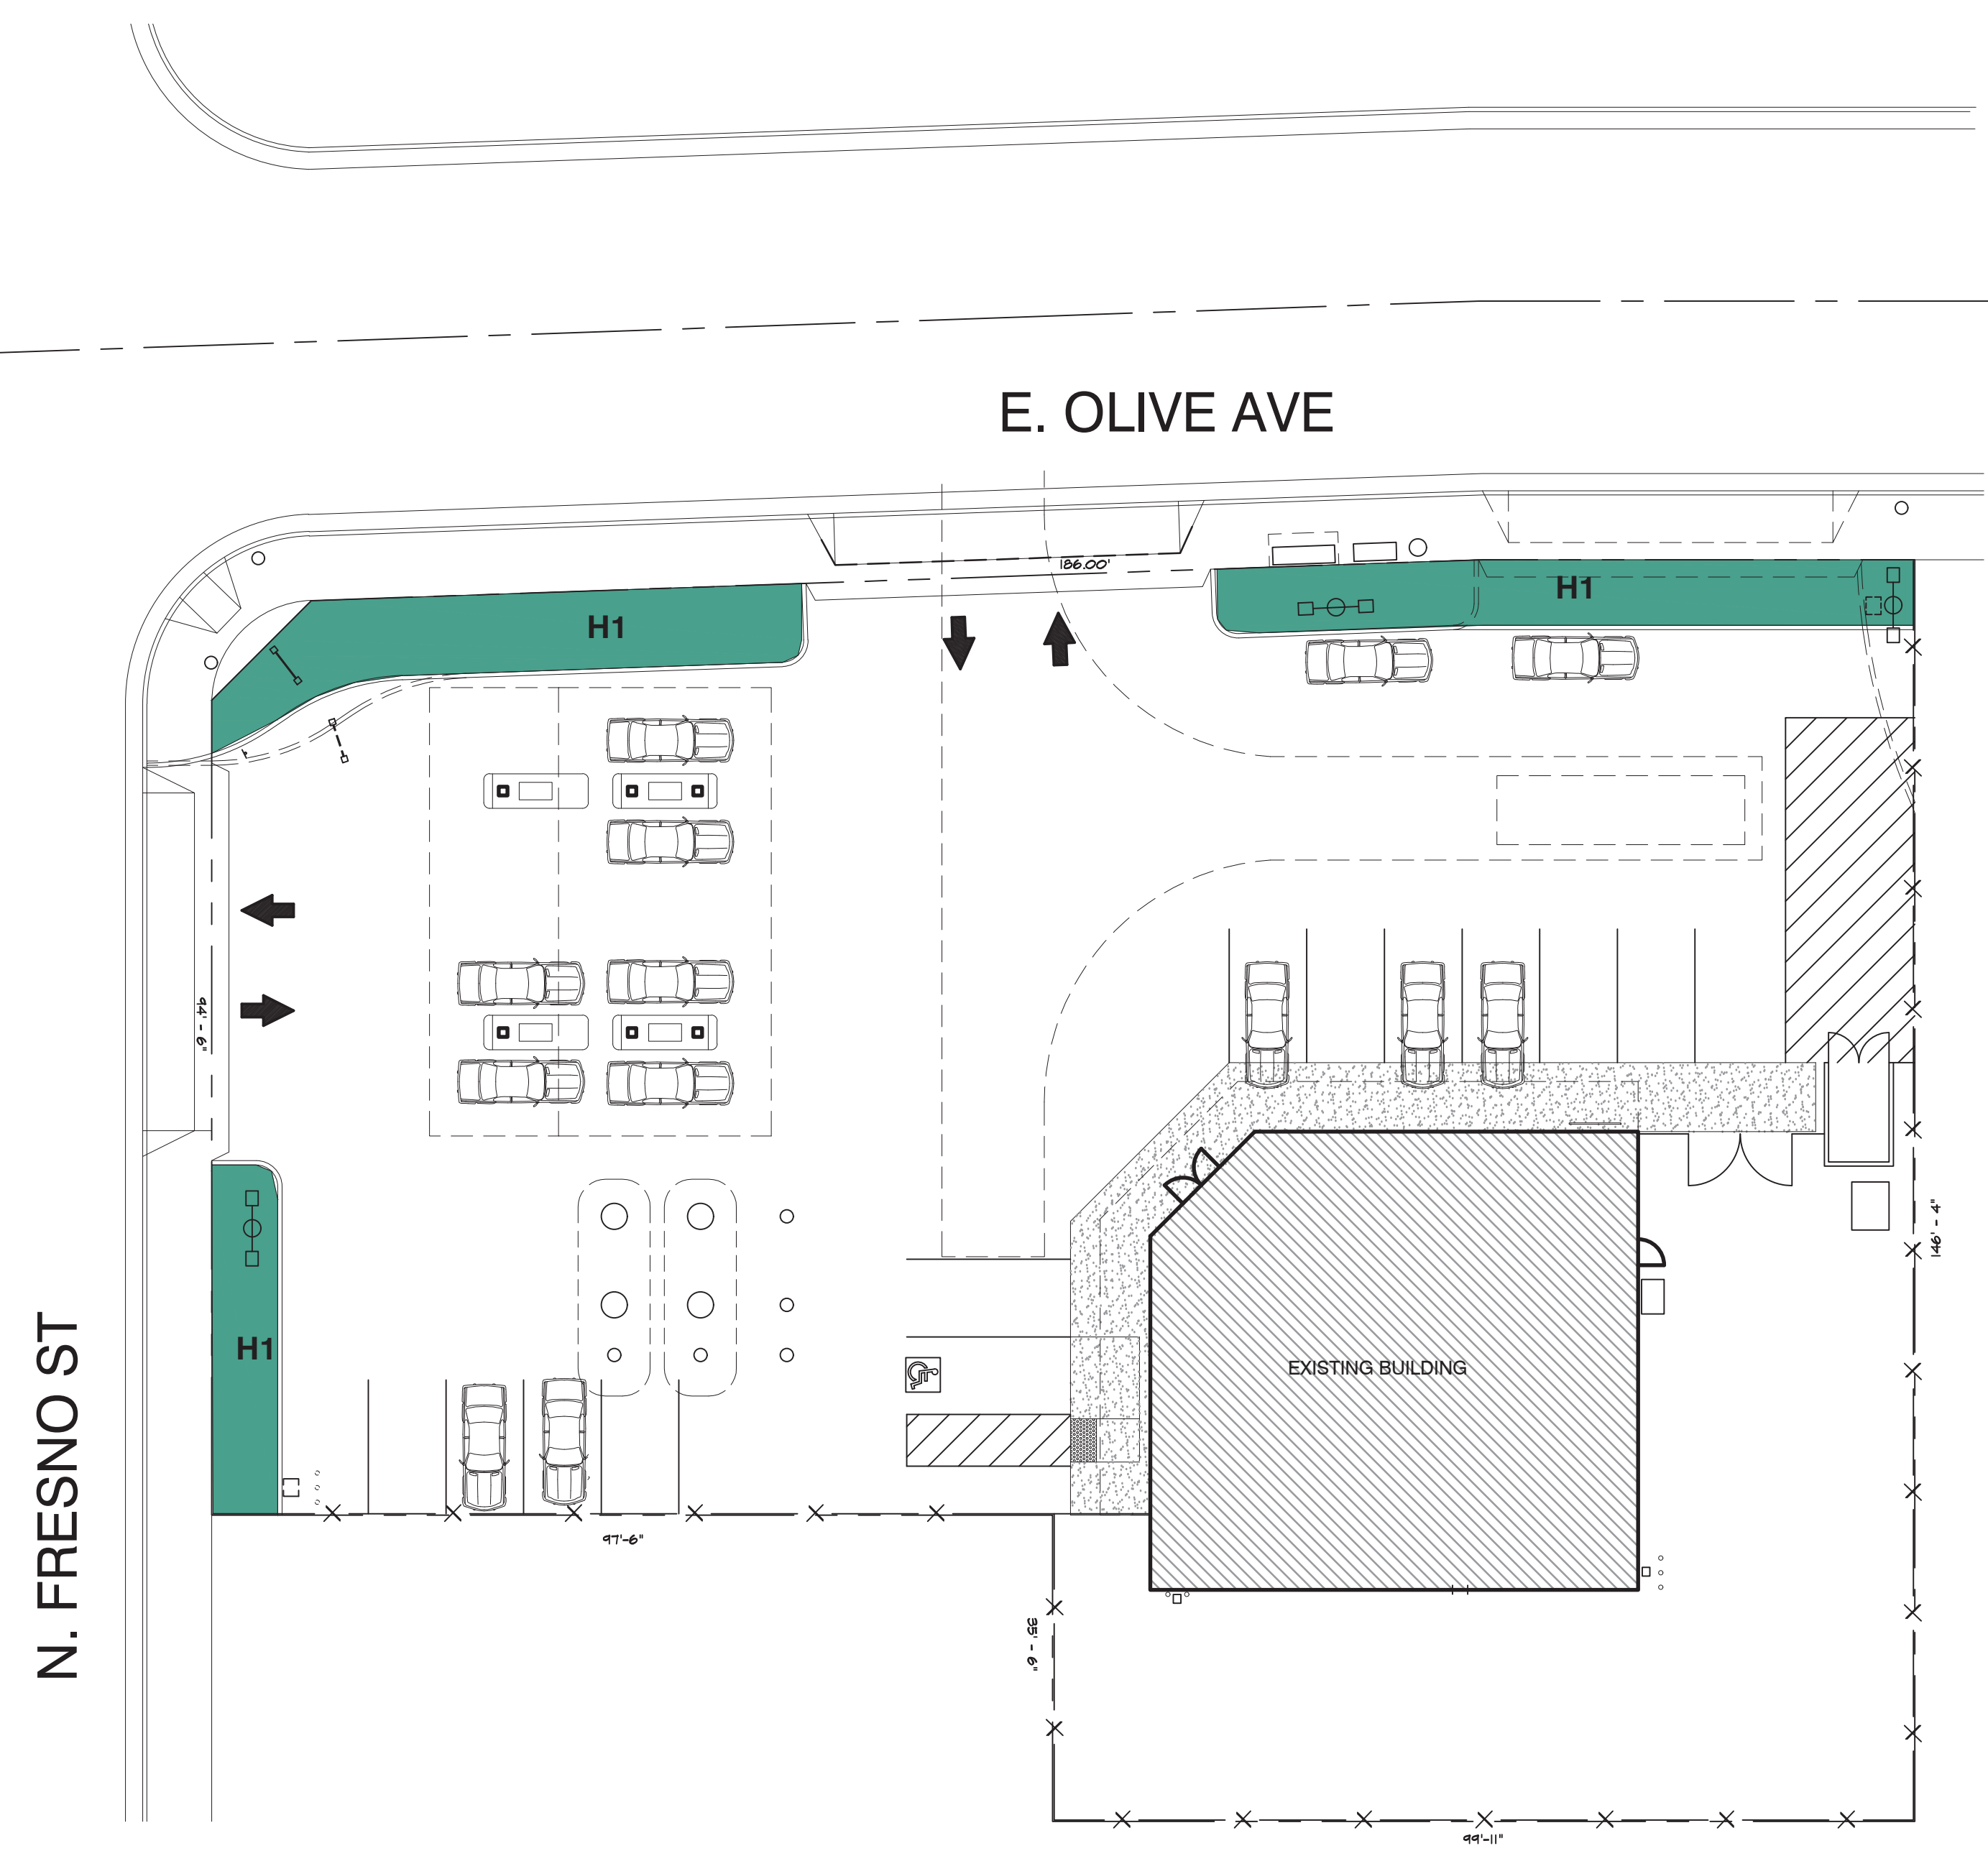 E. OLIVE AVE
186.00'
H1
H1
94' - 6"
146' - 4"
N. FRESNO ST
H1
EXISTING BUILDING
97'-6"
35' - 6"
99'-11"